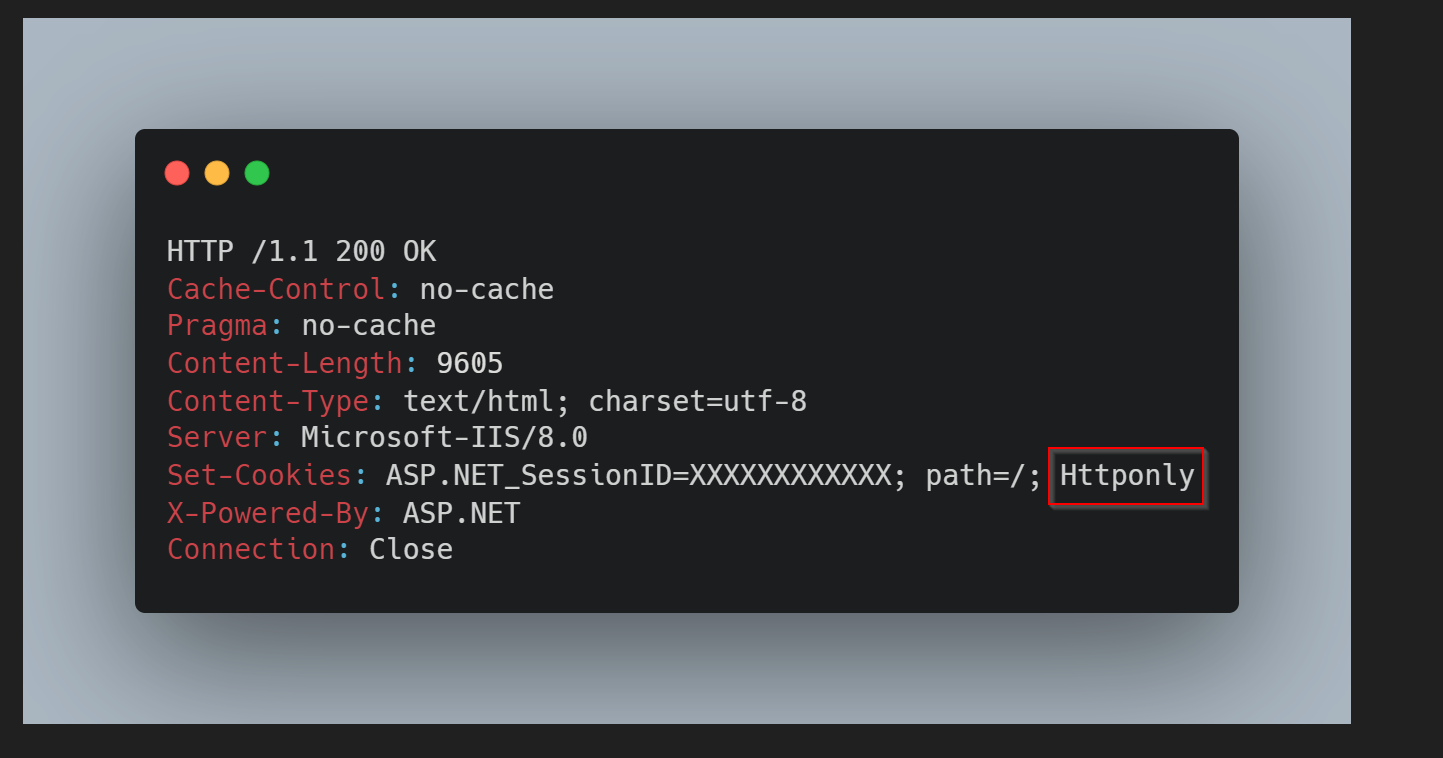 HTTP /1.1 200 OK
Cache-Control: no-cache
Pragma: no-cache
Content-Length: 9605
Content-Type: text/html; charset=utf-8
Server: Microsoft-IIS/8.0
Set-Cookies: ASP.NET_SessionID=XXXXXXXXXXXX; path=/; Httponly
X-Powered-By: ASP.NET
Connection: Close